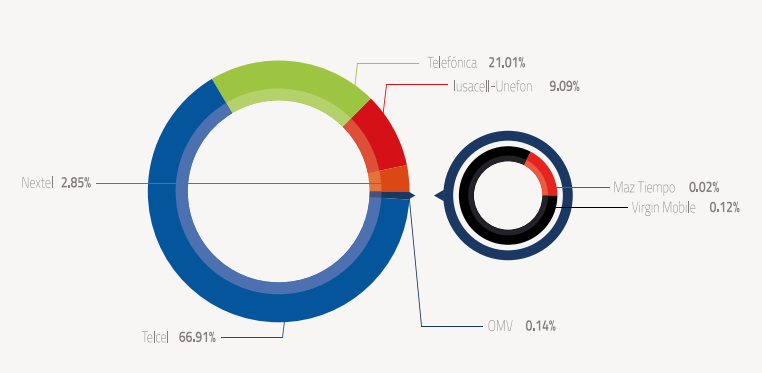 Telefónica 21.01%
Iusacell-Unefon 9.09%
Nextel 2.85%
Maz Tiempo 0.02%
Virgin Mobile 0.12%
OMV 0.14%
Telcel 66.91%